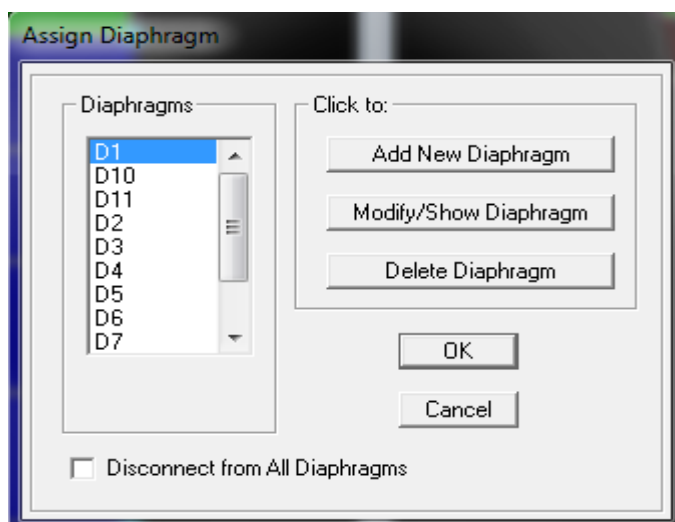 Assign Diaphragm
Diaphragms
D1
D10
D11
D2
D3
D4
D5
D6
D7
Click to:
Add New Diaphragm
Modify/Show Diaphragm
Delete Diaphragm
OK
Cancel
Disconnect from All Diaphragms